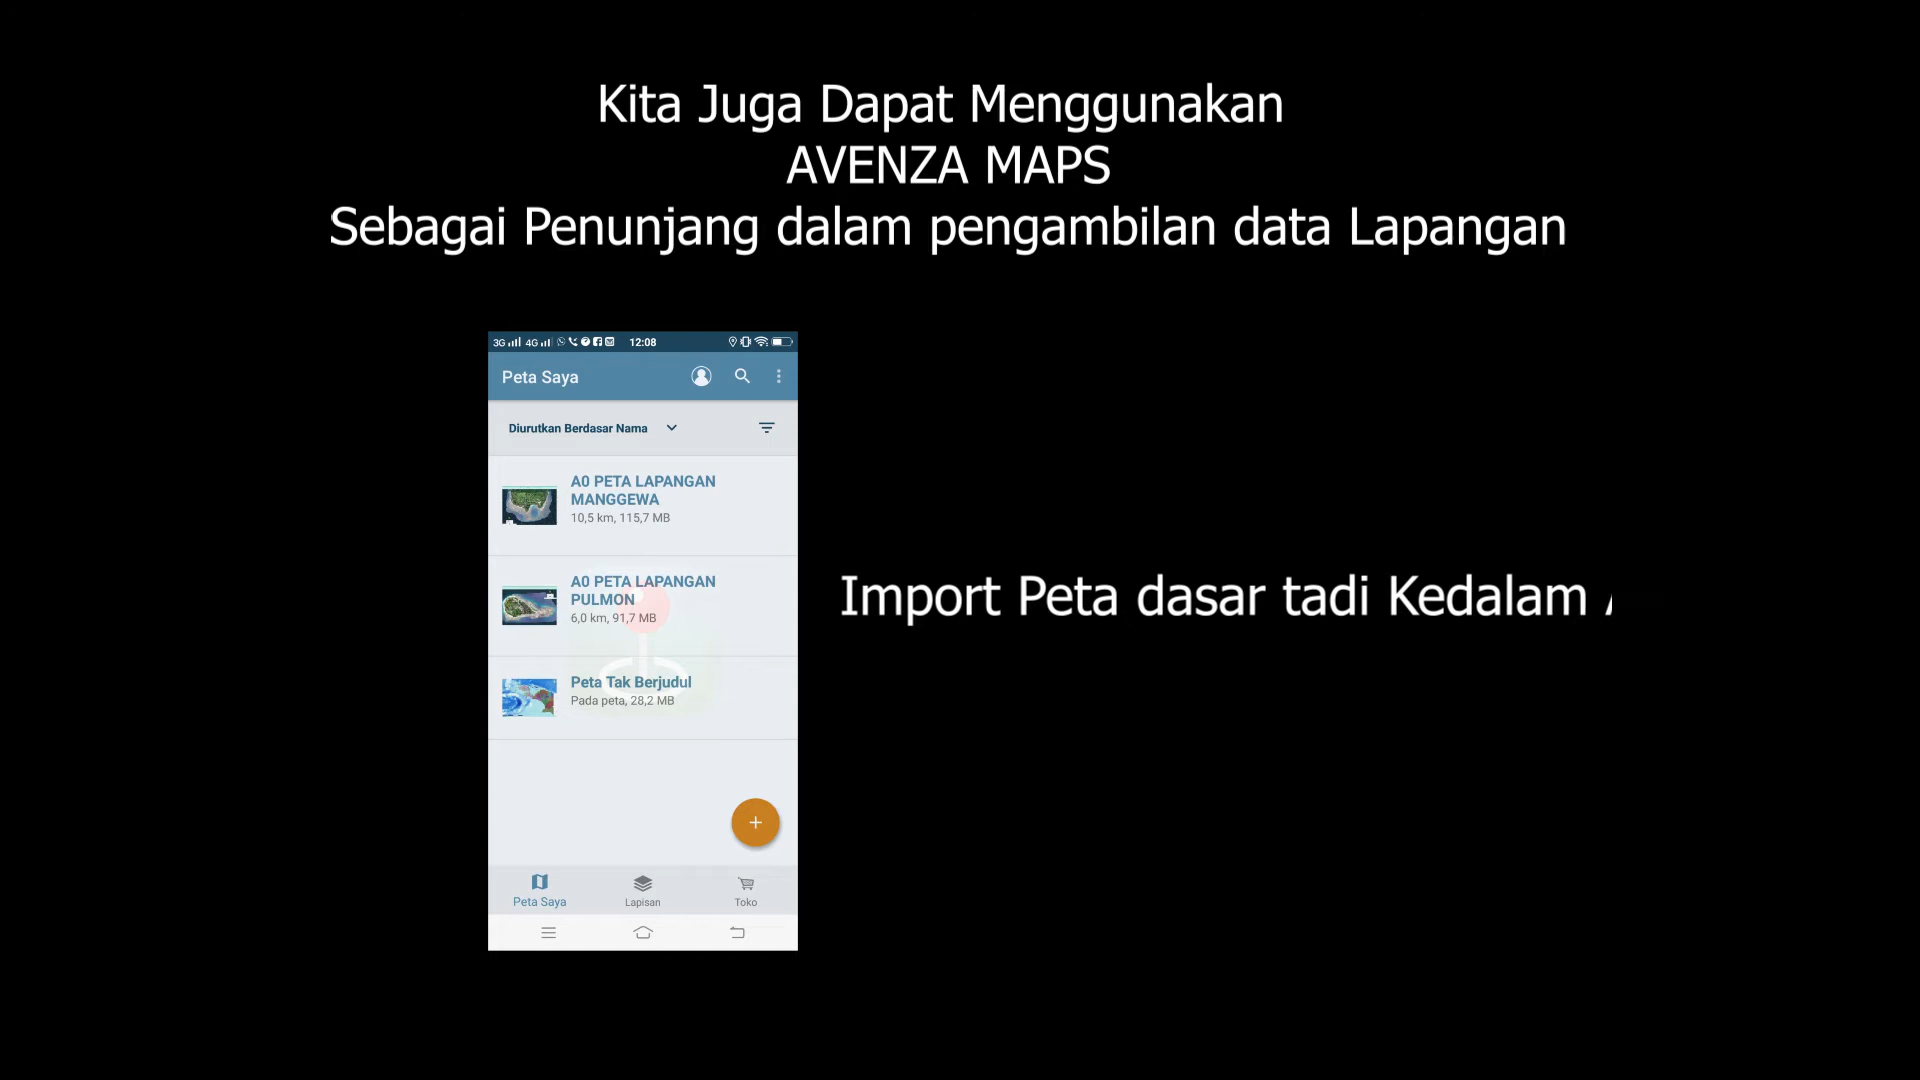 Kita Juga Dapat Menggunakan
AVENZA MAPS
Sebagai Penunjang dalam pengambilan data Lapangan
3G 4G 12:08
Peta Saya
Diurutkan Berdasar Nama
A0 PETA LAPANGAN
MANGGEWA
10,5 km, 115,7 MB
A0 PETA LAPANGAN
PULMON
6,0 km, 91,7 MB
Peta Tak Berjudul
Pada peta, 28,2 MB
Peta Saya Lapisan Toko
Import Peta dasar tadi Kedalam